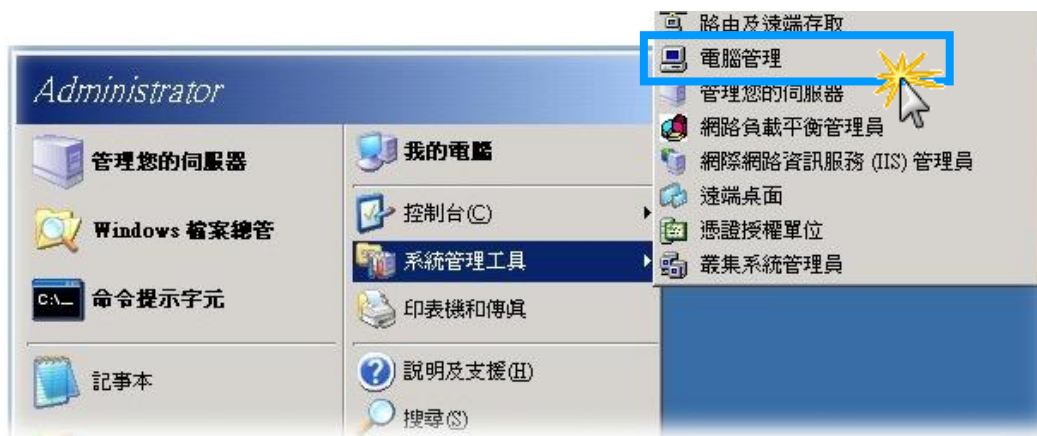 Administrator
管理您的伺服器
Windows 檔案總管
C:\_ 命令提示字元
記事本
我的電腦
控制台(C)
系統管理工具
印表機和傳真
說明及支援(H)
搜尋(S)
路由及遠端存取
電腦管理
管理您的伺服器
網路負載平衡管理員
網際網路資訊服務 (IIS) 管理員
遠端桌面
憑證授權單位
叢集系統管理員